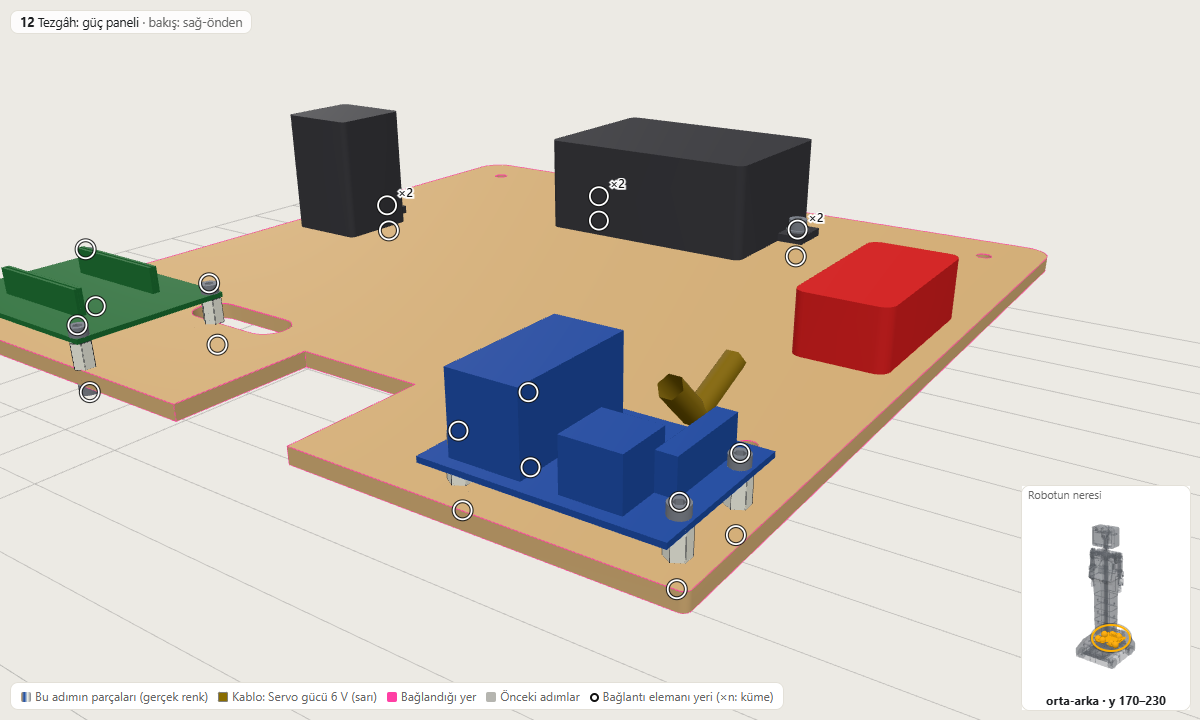 12 Tezgâh: güç paneli · bakış: sağ-önden
×2
×2
×2
Robotun neresi
orta-arka · y 170–230
Bu adımın parçaları (gerçek renk)
Kablo: Servo gücü 6 V (sarı)
Bağlandığı yer
Önceki adımlar
Bağlantı elemanı yeri (×n: küme)